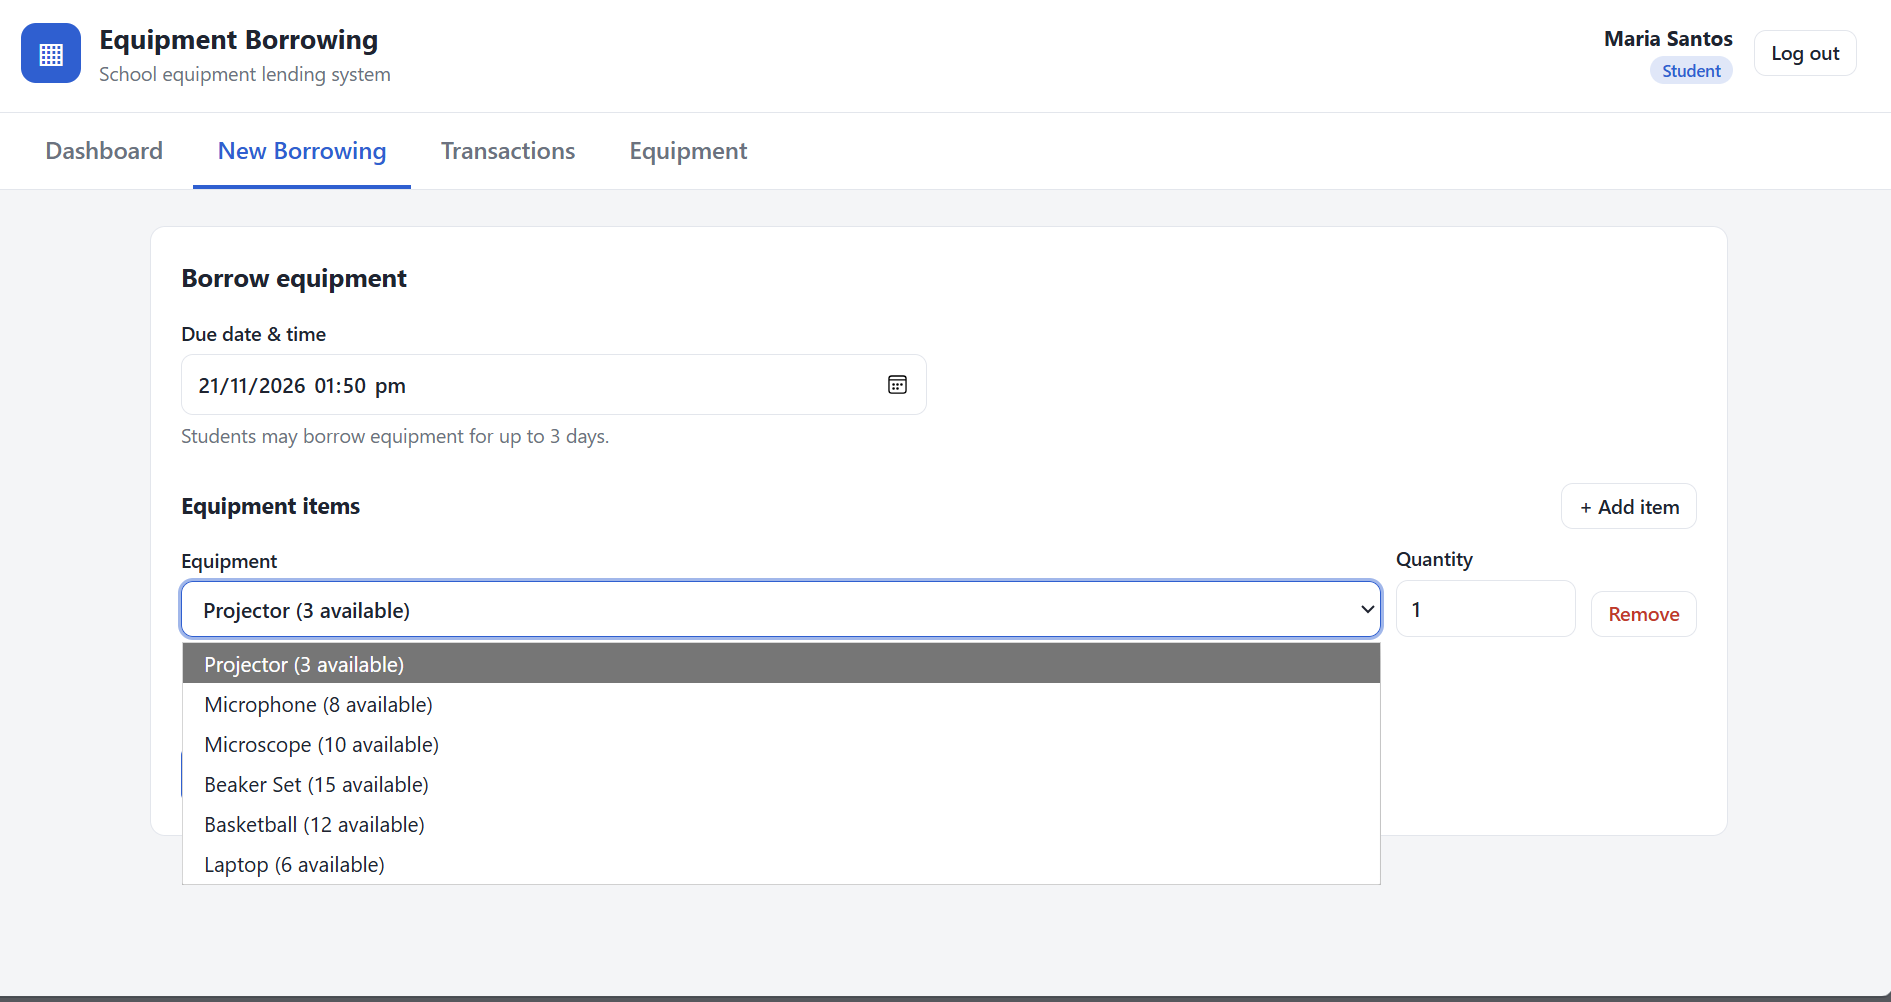 Equipment Borrowing
School equipment lending system
Maria Santos
Student
Log out
Dashboard
New Borrowing
Transactions
Equipment
Borrow equipment
Due date & time
21/11/2026 01:50 pm
Students may borrow equipment for up to 3 days.
Equipment items
+ Add item
Equipment
Quantity
Projector (3 available)
1
Remove
Projector (3 available)
Microphone (8 available)
Microscope (10 available)
Beaker Set (15 available)
Basketball (12 available)
Laptop (6 available)